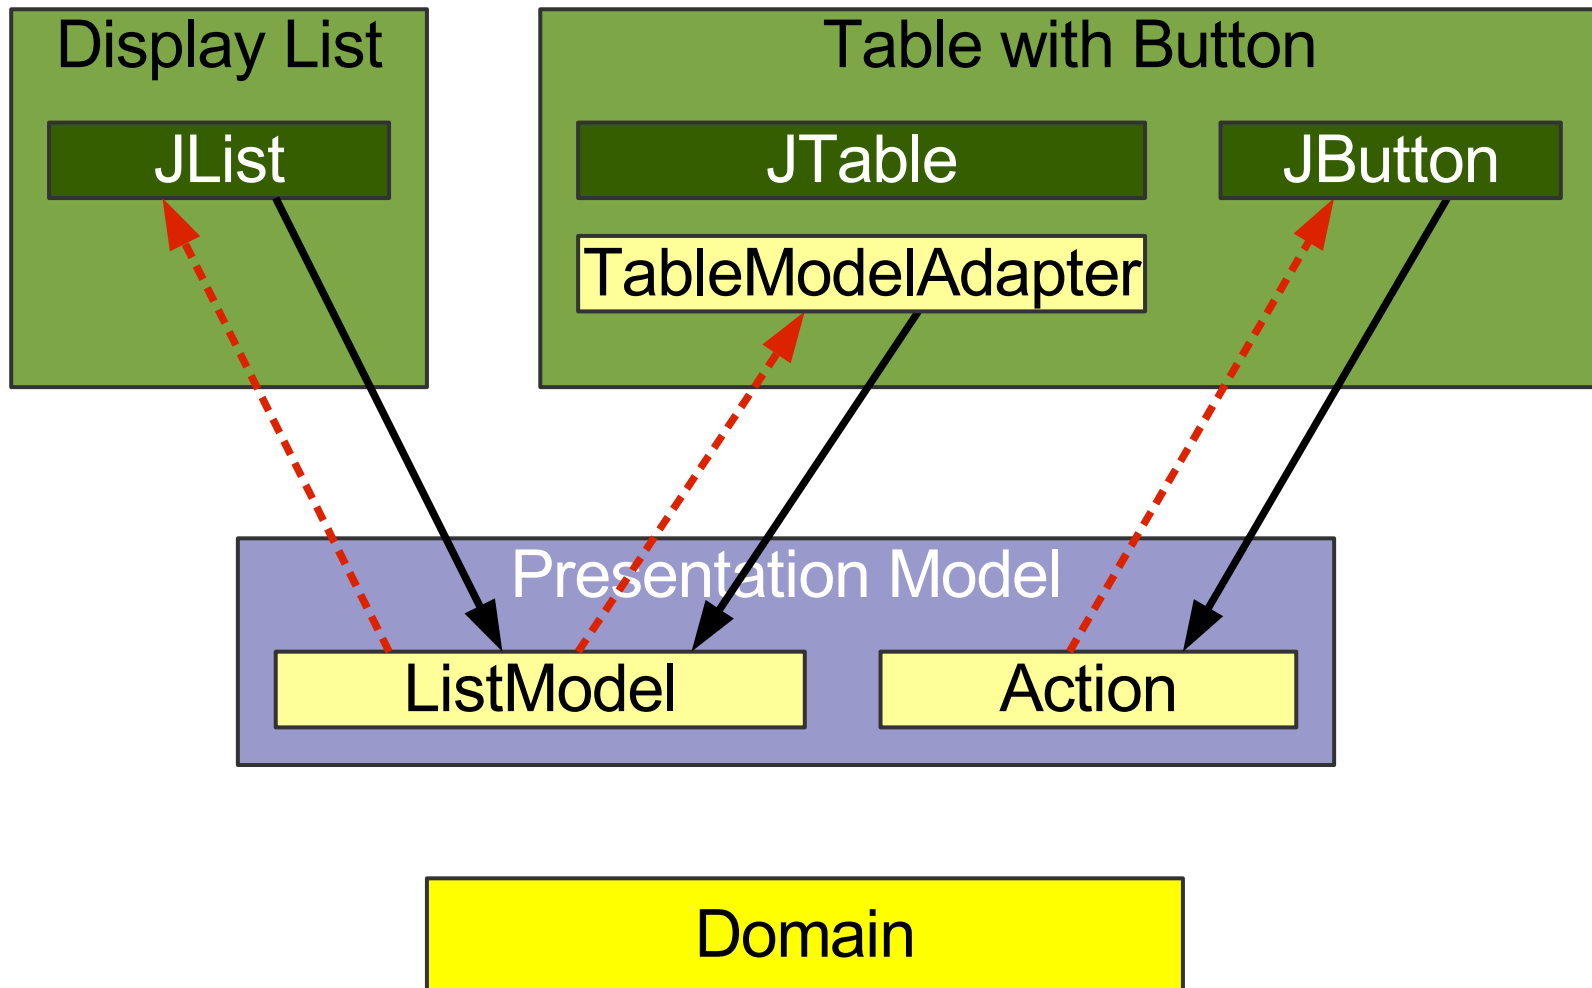 Display List
Table with Button
JList
JTable
JButton
TableModelAdapter
Presentation Model
ListModel
Action
Domain